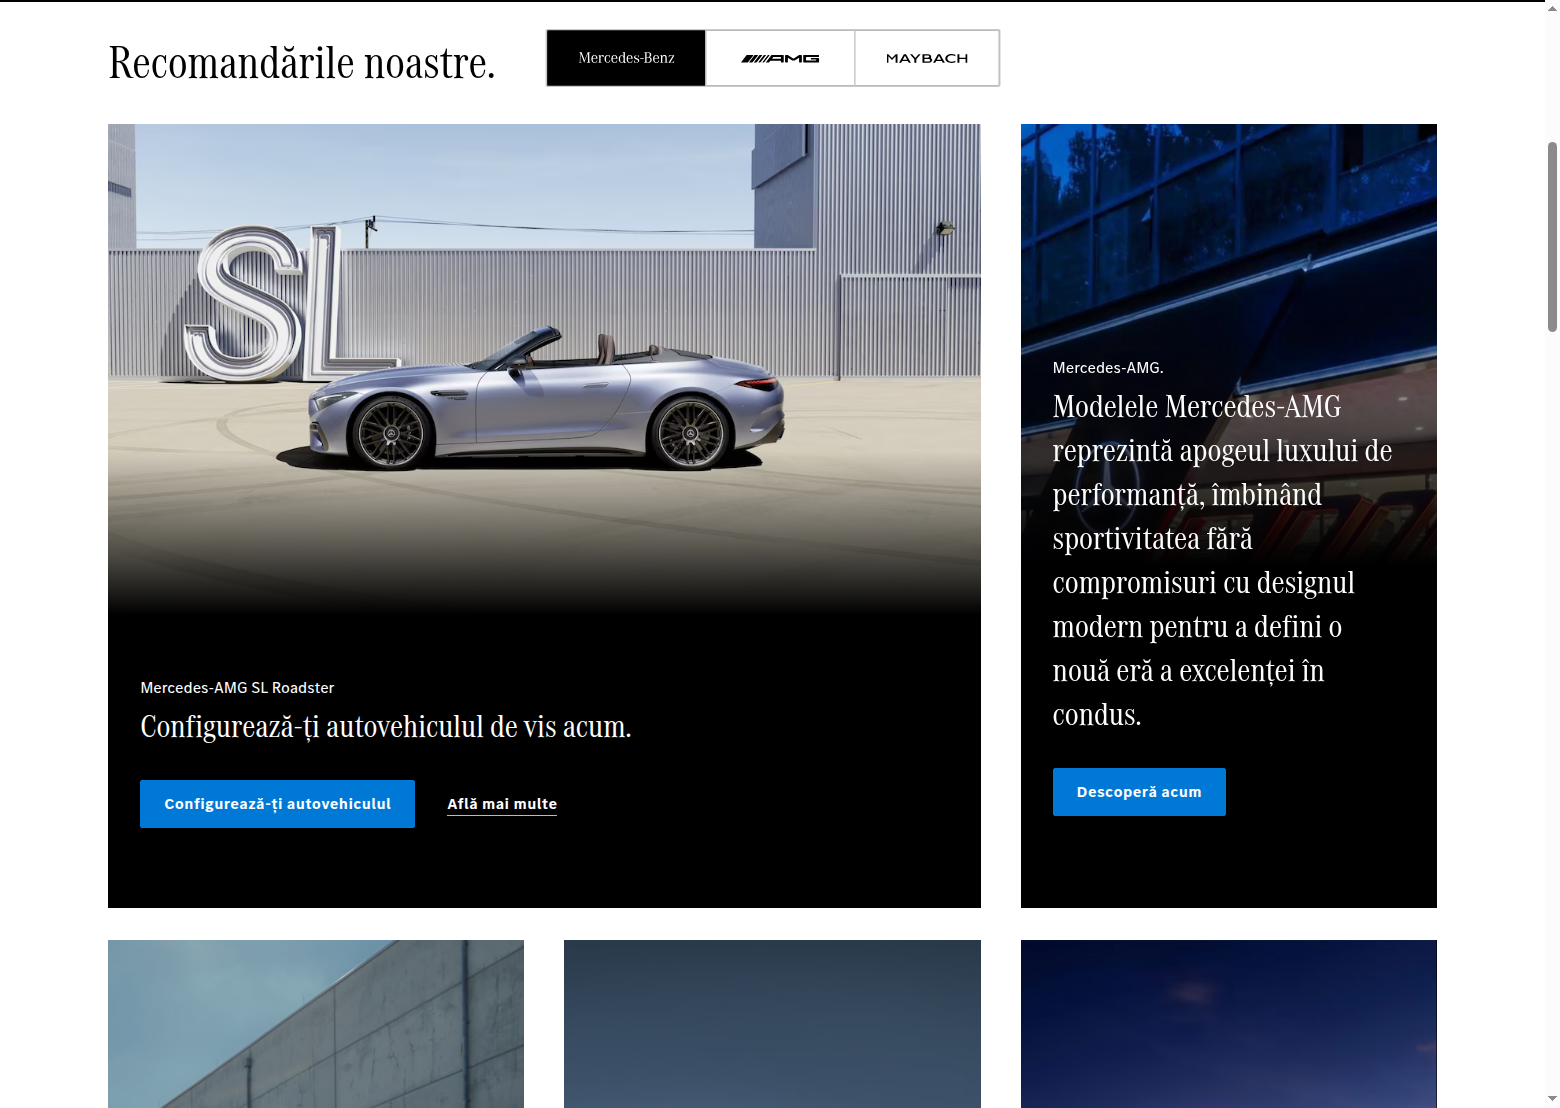 Recomandările noastre.
Mercedes-Benz
AMG
MAYBACH
SL
Mercedes-AMG SL Roadster
Configurează-ți autovehiculul de vis acum.
Configurează-ți autovehiculul
Află mai multe
Mercedes-AMG.
Modelele Mercedes-AMG
reprezintă apogeul luxului de
performanță, îmbinând
sportivitatea fără
compromisuri cu designul
modern pentru a defini o
nouă eră a excelenței în
condus.
Descoperă acum